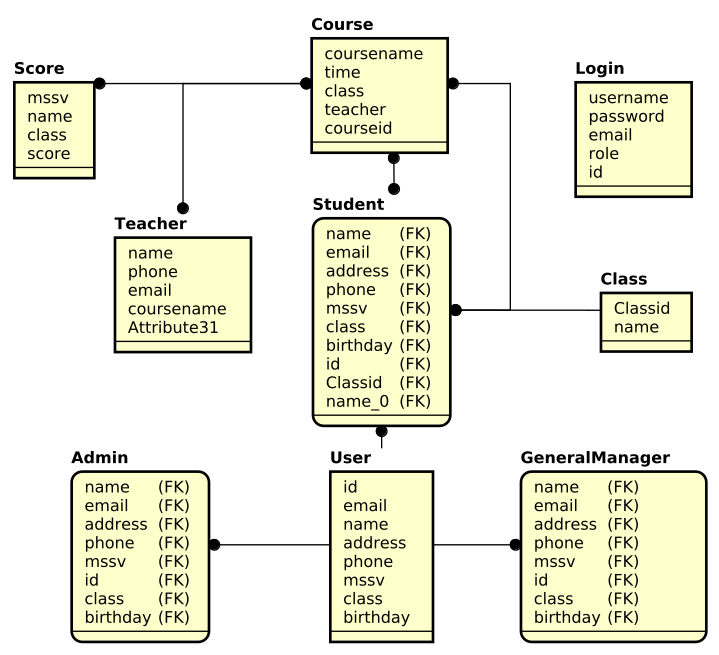 Course
coursename
time
class
teacher
courseid
Score
mssv
name
class
score
Login
username
password
email
role
id
Teacher
name
phone
email
coursename
Attribute31
Student
name (FK)
email (FK)
address (FK)
phone (FK)
mssv (FK)
class (FK)
birthday (FK)
id (FK)
Classid (FK)
name_0 (FK)
Class
Classid
name
Admin
name (FK)
email (FK)
address (FK)
phone (FK)
mssv (FK)
id (FK)
class (FK)
birthday (FK)
User
id
email
name
address
phone
mssv
class
birthday
GeneralManager
name (FK)
email (FK)
address (FK)
phone (FK)
mssv (FK)
id (FK)
class (FK)
birthday (FK)